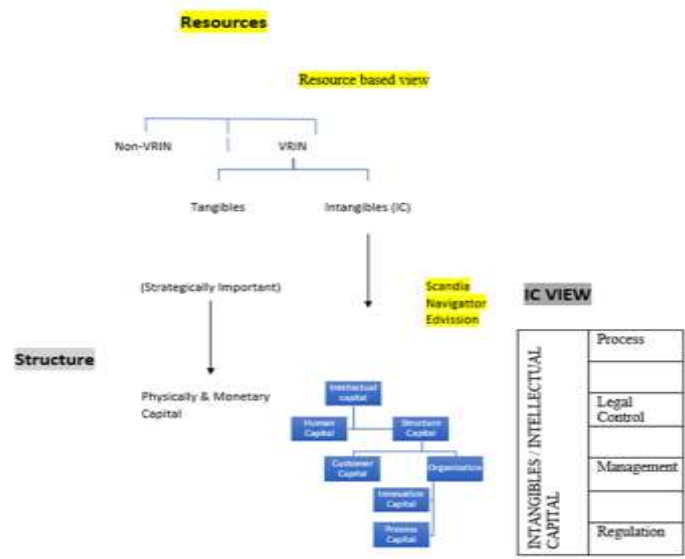 Resources
Resource based view
Non-VRIN
VRIN
Tangibles
Intangibles (IC)
(Strategically Important)
Scandia
Navigattor
Edvission
IC VIEW
Structure
Physically & Monetary
Capital
Intellectual
capital
Human
Capital
Structure
Capital
Customer
Capital
Organization
Innovation
Capital
Process
Capital
INTANGIBLES / INTELLECTUAL
CAPITAL
Process
Legal
Control
Management
Regulation